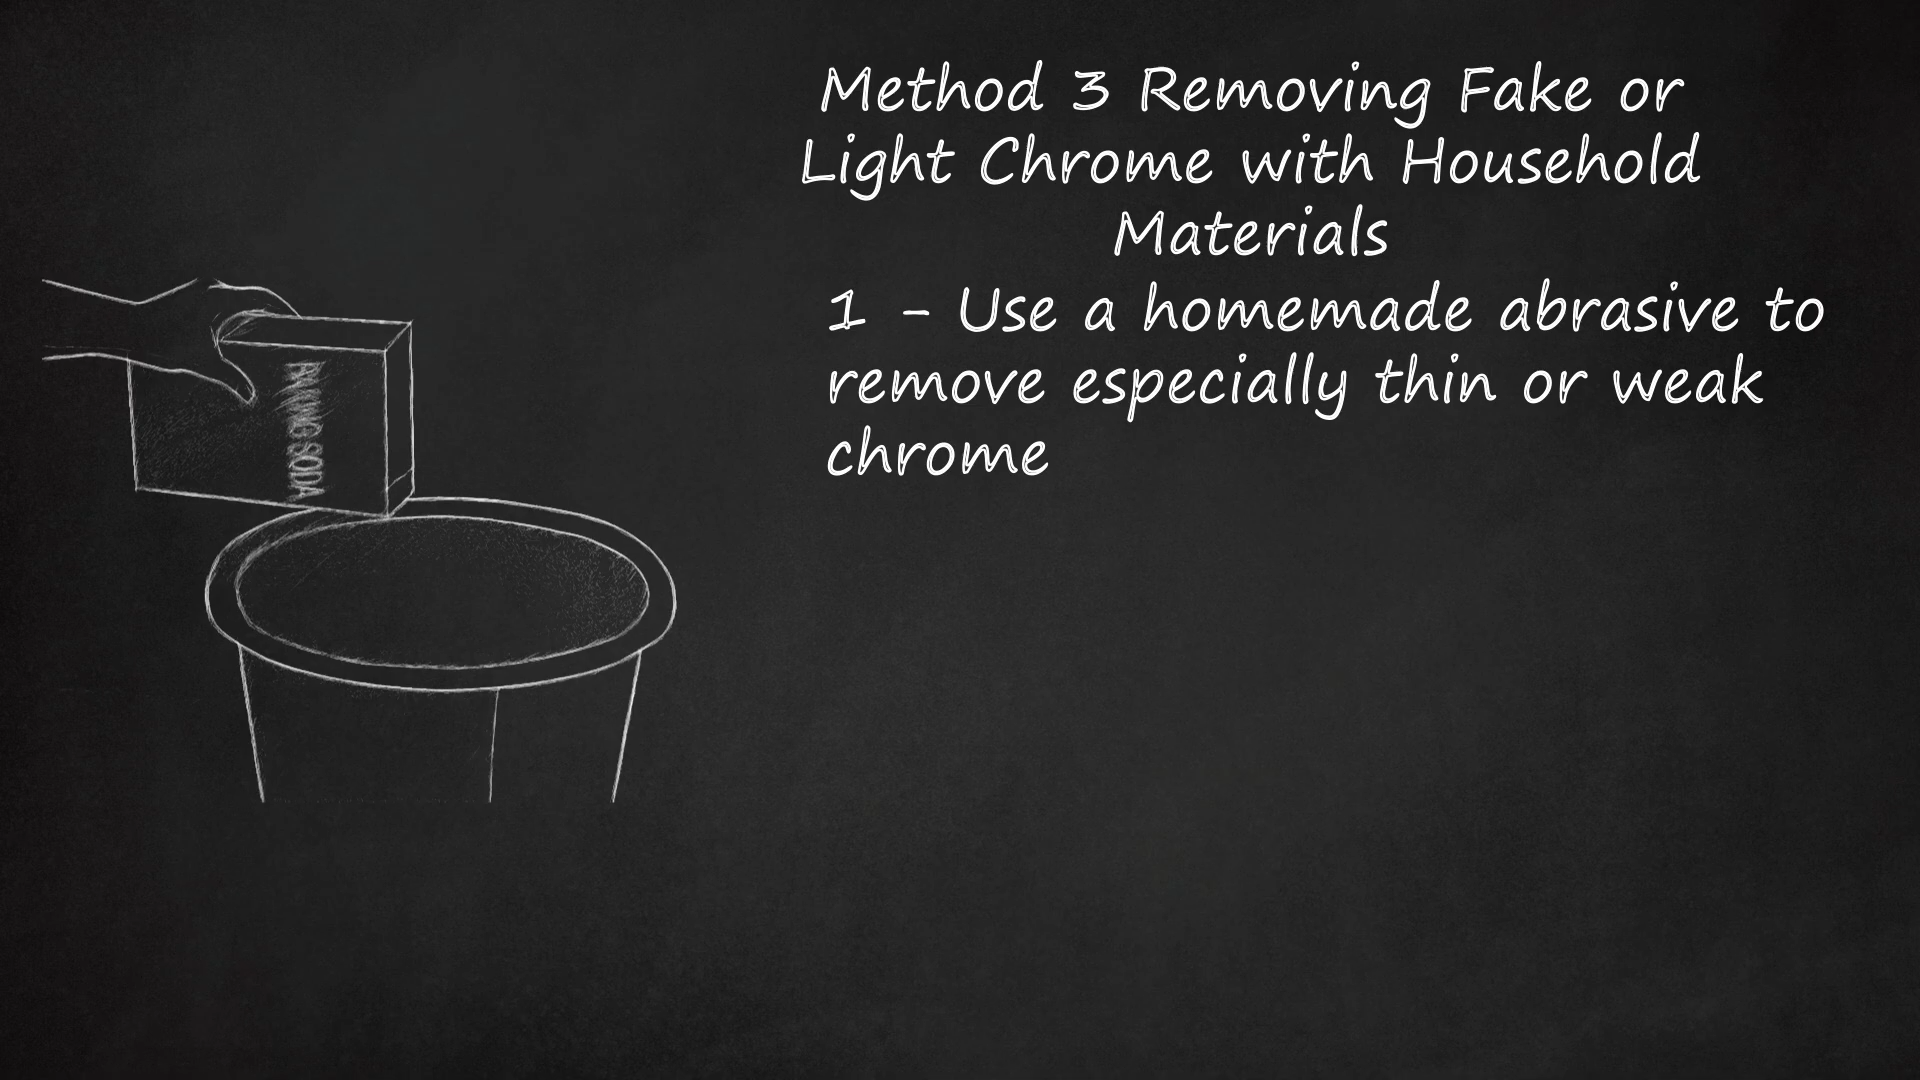 Method 3 Removing Fake or
Light Chrome with Household
Materials
1 - Use a homemade abrasive to
remove especially thin or weak
chrome
BAKING SODA